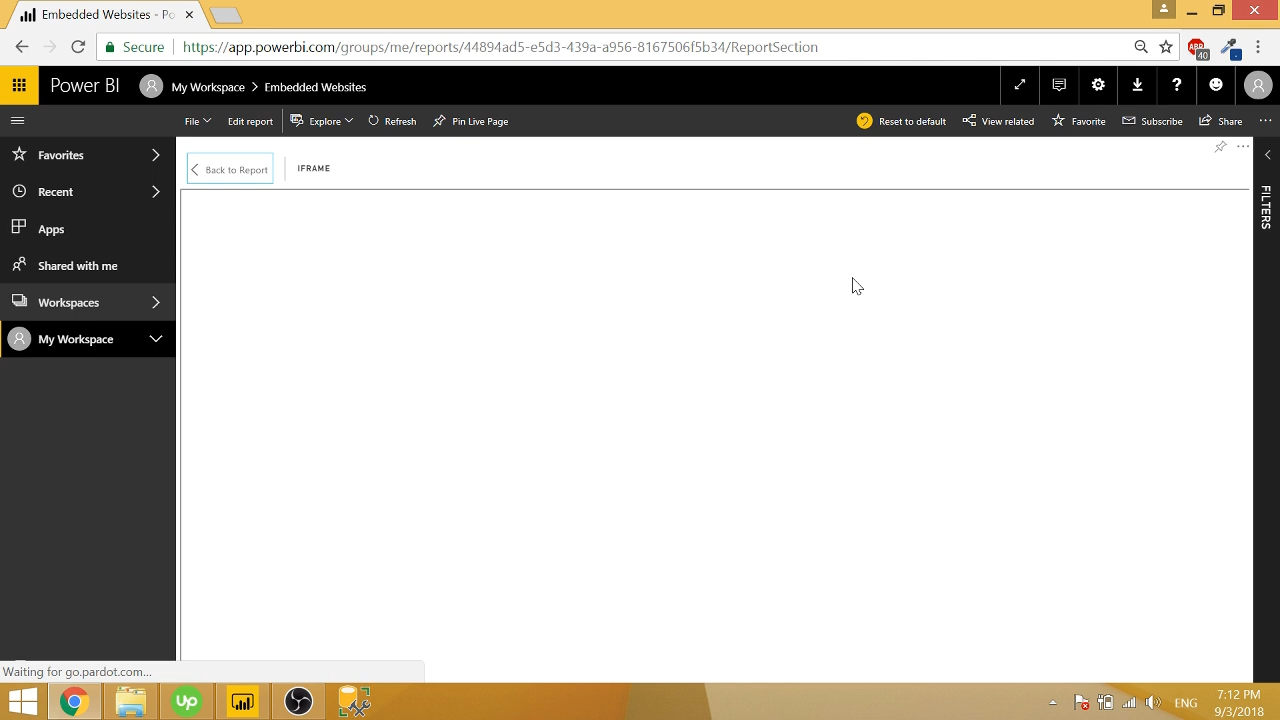 Embedded Websites - Po
Secure
https://app.powerbi.com/groups/me/reports/44894ad5-e5d3-439a-a956-8167506f5b34/ReportSection
ABP
40
Power BI
My Workspace > Embedded Websites
?
File
Edit report
Explore
Refresh
Pin Live Page
Reset to default
View related
Favorite
Subscribe
Share
Favorites
Recent
Apps
Shared with me
Workspaces
My Workspace
Back to Report
IFRAME
FILTERS
Waiting for go.pardot.com...
Up
ENG
7:12 PM
9/3/2018